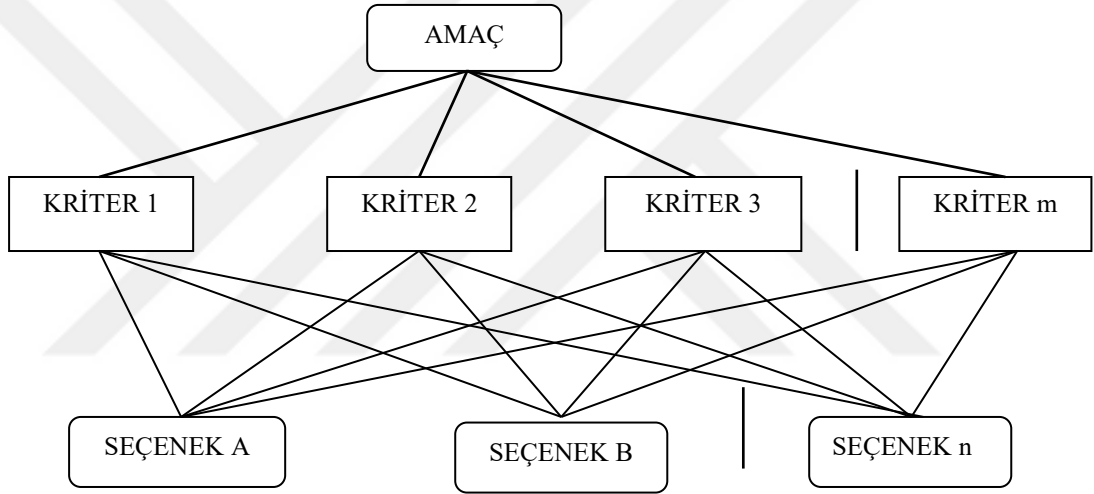 AMAÇ
KRİTER 1
KRİTER 2
KRİTER 3
KRİTER m
SEÇENEK A
SEÇENEK B
SEÇENEK n